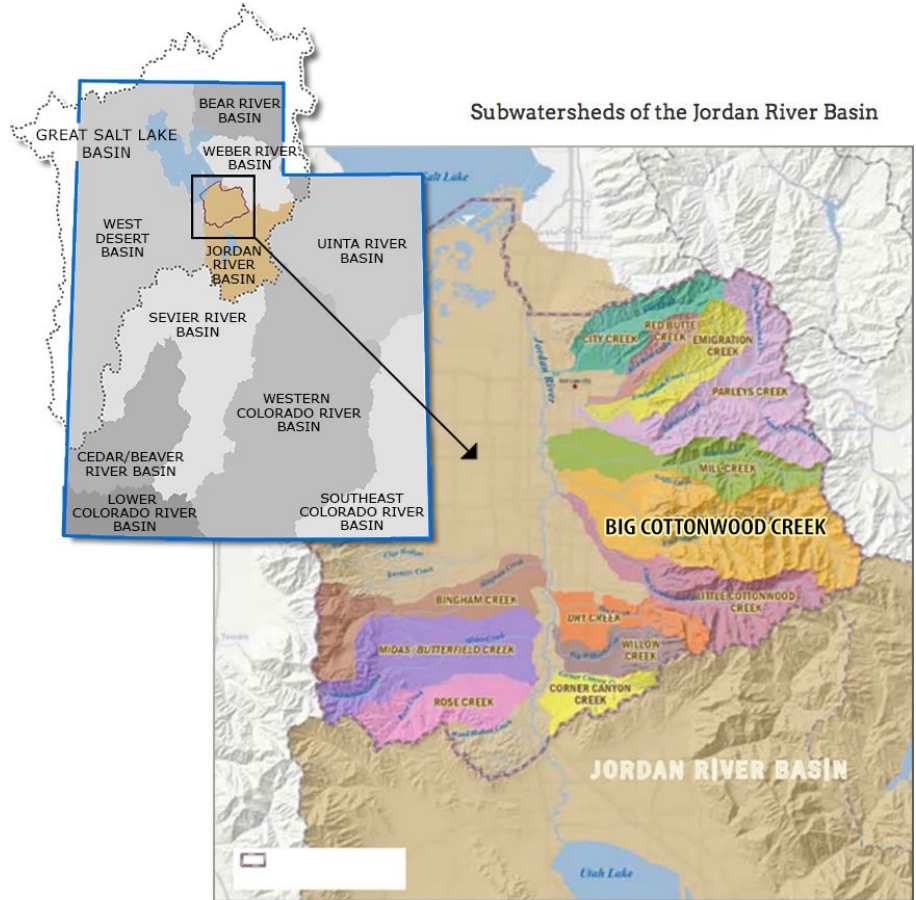 BEAR RIVER
BASIN
GREAT SALT LAKE
BASIN
WEBER RIVER
BASIN
WEST
DESERT
BASIN
JORDAN
RIVER
BASIN
UINTA RIVER
BASIN
SEVIER RIVER
BASIN
WESTERN
COLORADO RIVER
BASIN
CEDAR/BEAVER
RIVER BASIN
LOWER
COLORADO RIVER
BASIN
SOUTHEAST
COLORADO RIVER
BASIN
Subwatersheds of the Jordan River Basin
Salt Lake
Jordan River
CITY CREEK
RED BUTTE
CREEK
EMIGRATION
CREEK
PARLEYS CREEK
MILL CREEK
BIG COTTONWOOD CREEK
LITTLE COTTONWOOD
CREEK
BINGHAM CREEK
Bingham Creek
DRY CREEK
MIDAS/BUTTERFIELD CREEK
WILLOW
CREEK
ROSE CREEK
CORNER CANYON
CREEK
JORDAN RIVER BASIN
Utah Lake